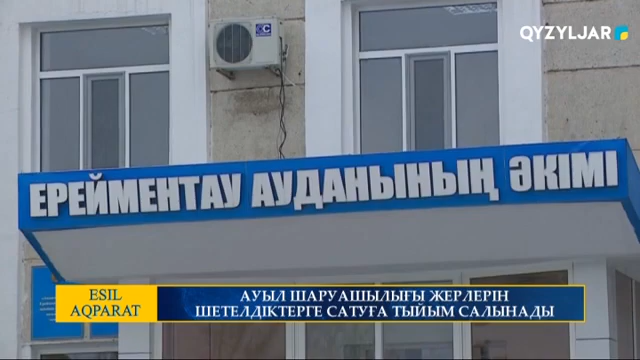 QYZYLJAR
ЕРЕЙМЕНТАУ АУДАНЫНЫҢ ӘКІМІ
ESIL
AQPARAT
АУЫЛ ШАРУАШЫЛЫҒЫ ЖЕРЛЕРІН
ШЕТЕЛДІКТЕРГЕ САТУҒА ТЫЙЫМ САЛЫНАДЫ